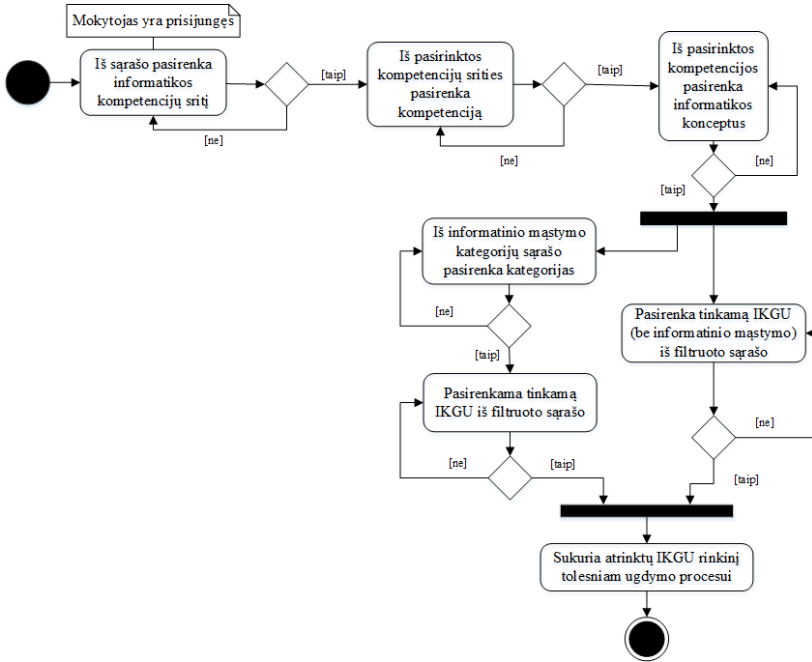 Mokytojas yra prisijungęs
Iš sąrašo pasirenka
informatikos
kompetencijų sritį
[taip]
[ne]
Iš pasirinktos
kompetencijų srities
pasirenka
kompetenciją
[taip]
[ne]
Iš pasirinktos
kompetencijos
pasirenka
informatikos
konceptus
[ne]
[taip]
Iš informatinio mąstymo
kategorijų sąrašo
pasirenka kategorijas
[ne]
[taip]
Pasirenka tinkamą IKGU
(be informatinio mąstymo)
iš filtruoto sąrašo
[ne]
[taip]
Pasirenkama tinkamą
IKGU iš filtruoto sąrašo
[ne]
[taip]
Sukuria atrinktų IKGU rinkinį
tolesniam ugdymo procesui